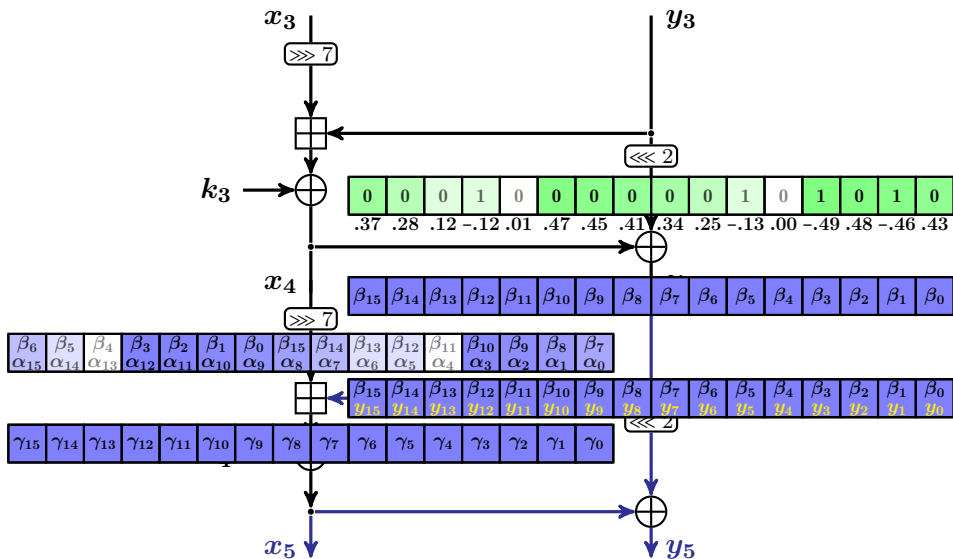 x₃ y₃
⋙ 7
⋘ 2
k₃
0 0 0 1 0 0 0 0 0 0 1 0 1 0 1 0
.37 .28 .12 –.12 .01 .47 .45 .41 .34 .25 –.13 .00 –.49 .48 –.46 .43
x₄
β₁₅ β₁₄ β₁₃ β₁₂ β₁₁ β₁₀ β₉ β₈ β₇ β₆ β₅ β₄ β₃ β₂ β₁ β₀
⋙ 7
β₆ β₅ β₄ β₃ β₂ β₁ β₀ β₁₅ β₁₄ β₁₃ β₁₂ β₁₁ β₁₀ β₉ β₈ β₇
α₁₅ α₁₄ α₁₃ α₁₂ α₁₁ α₁₀ α₉ α₈ α₇ α₆ α₅ α₄ α₃ α₂ α₁ α₀
β₁₅ β₁₄ β₁₃ β₁₂ β₁₁ β₁₀ β₉ β₈ β₇ β₆ β₅ β₄ β₃ β₂ β₁ β₀
y₁₅ y₁₄ y₁₃ y₁₂ y₁₁ y₁₀ y₉ y₈ y₇ y₆ y₅ y₄ y₃ y₂ y₁ y₀
⋘ 2
γ₁₅ γ₁₄ γ₁₃ γ₁₂ γ₁₁ γ₁₀ γ₉ γ₈ γ₇ γ₆ γ₅ γ₄ γ₃ γ₂ γ₁ γ₀
x₅ y₅